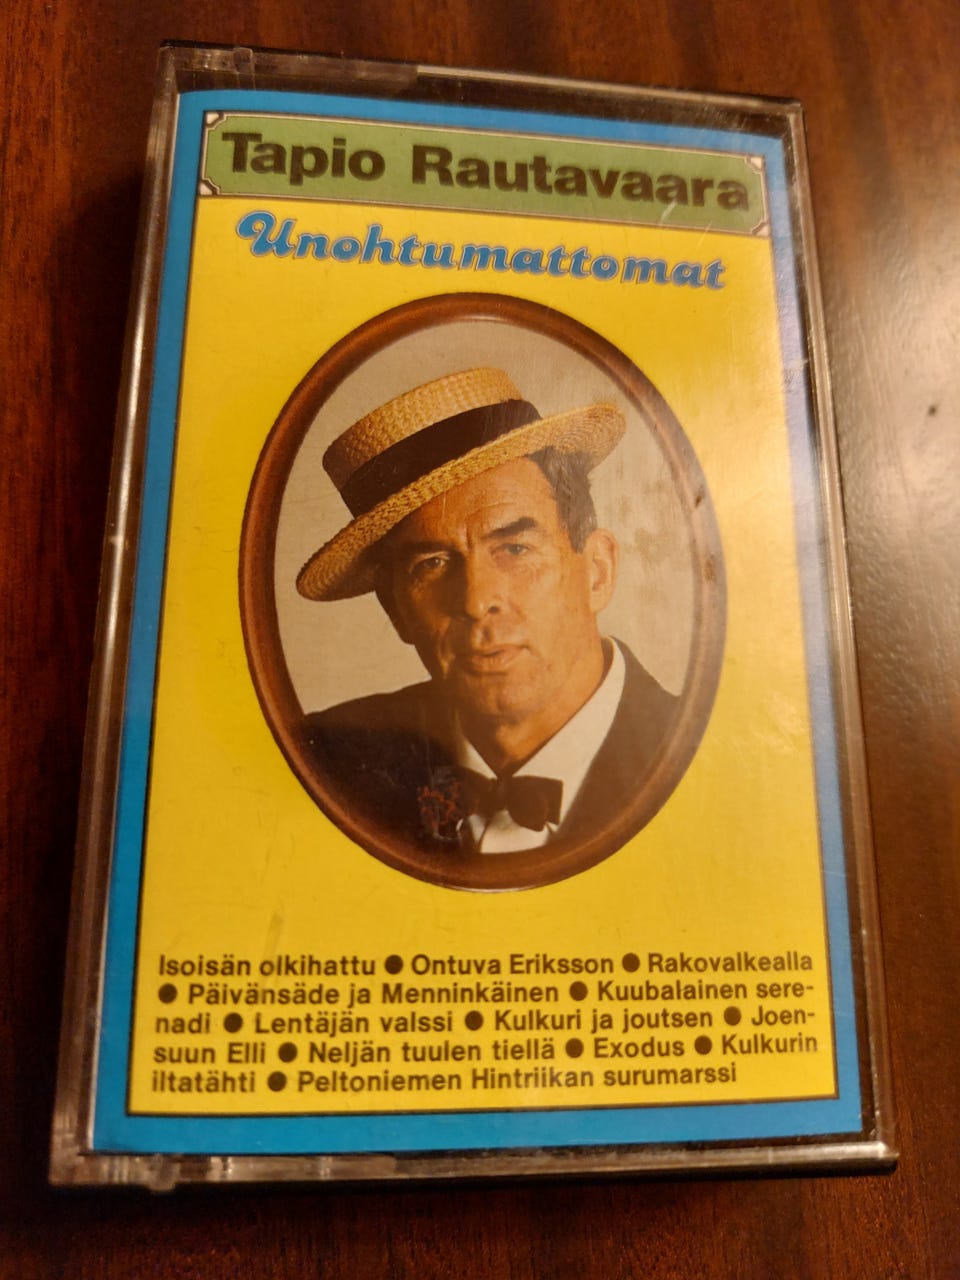 Tapio Rautavaara
Unohtumattomat
Isoisän olkihattu ● Ontuva Eriksson ● Rakovalkealla
● Päivänsäde ja Menninkäinen ● Kuubalainen sere-
nadi ● Lentäjän valssi ● Kulkuri ja joutsen ● Joen-
suun Elli ● Neljän tuulen tiellä ● Exodus ● Kulkurin
iltatähti ● Peltoniemen Hintriikan surumarssi